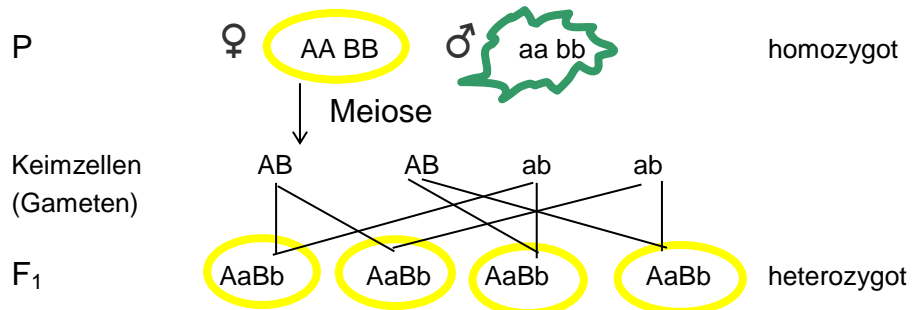 P ♀ AA BB ♂ aa bb homozygot
Meiose
Keimzellen AB AB ab ab
(Gameten)
F₁ AaBb AaBb AaBb AaBb heterozygot